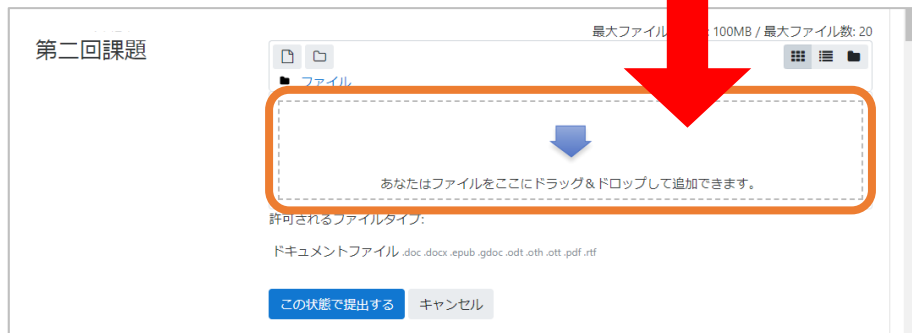 最大ファイル : 100MB / 最大ファイル数: 20
第二回課題
ファイル
あなたはファイルをここにドラッグ＆ドロップして追加できます。
許可されるファイルタイプ:
ドキュメントファイル .doc .docx .epub .gdoc .odt .oth .ott .pdf .rtf
この状態で提出する キャンセル